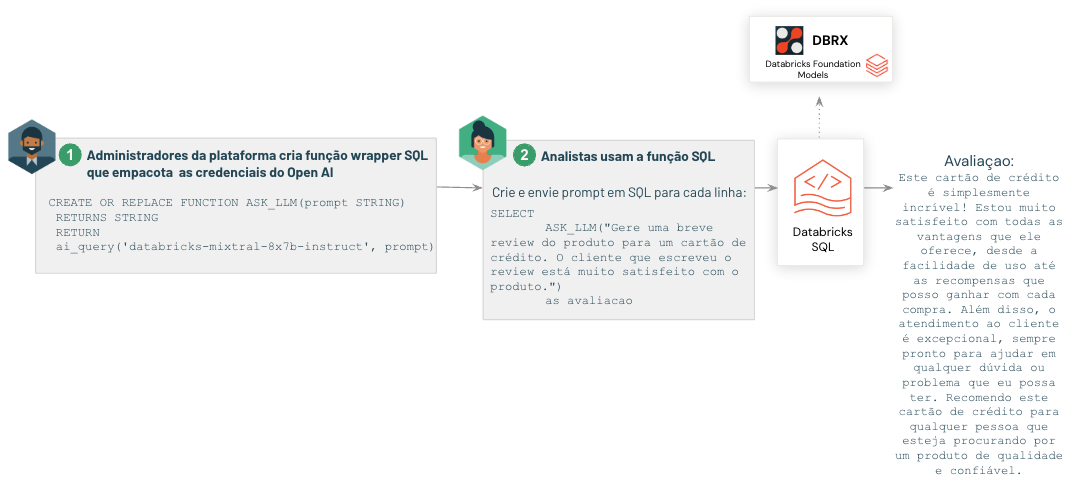 DBRX
Databricks Foundation
Models
1
Administradores da plataforma cria função wrapper SQL
que empacota as credenciais do Open AI
CREATE OR REPLACE FUNCTION ASK_LLM(prompt STRING)
RETURNS STRING
RETURN
ai_query('databricks-mixtral-8x7b-instruct', prompt)
2
Analistas usam a função SQL
Crie e envie prompt em SQL para cada linha:
SELECT
ASK_LLM("Gere uma breve
review do produto para um cartão de
crédito. O cliente que escreveu o
review está muito satisfeito com o
produto.")
as avaliacao
Databricks
SQL
Avaliaçao:
Este cartão de crédito
é simplesmente
incrível! Estou muito
satisfeito com todas as
vantagens que ele
oferece, desde a
facilidade de uso até
as recompensas que
posso ganhar com cada
compra. Além disso, o
atendimento ao cliente
é excepcional, sempre
pronto para ajudar em
qualquer dúvida ou
problema que eu possa
ter. Recomendo este
cartão de crédito para
qualquer pessoa que
esteja procurando por
um produto de qualidade
e confiável.